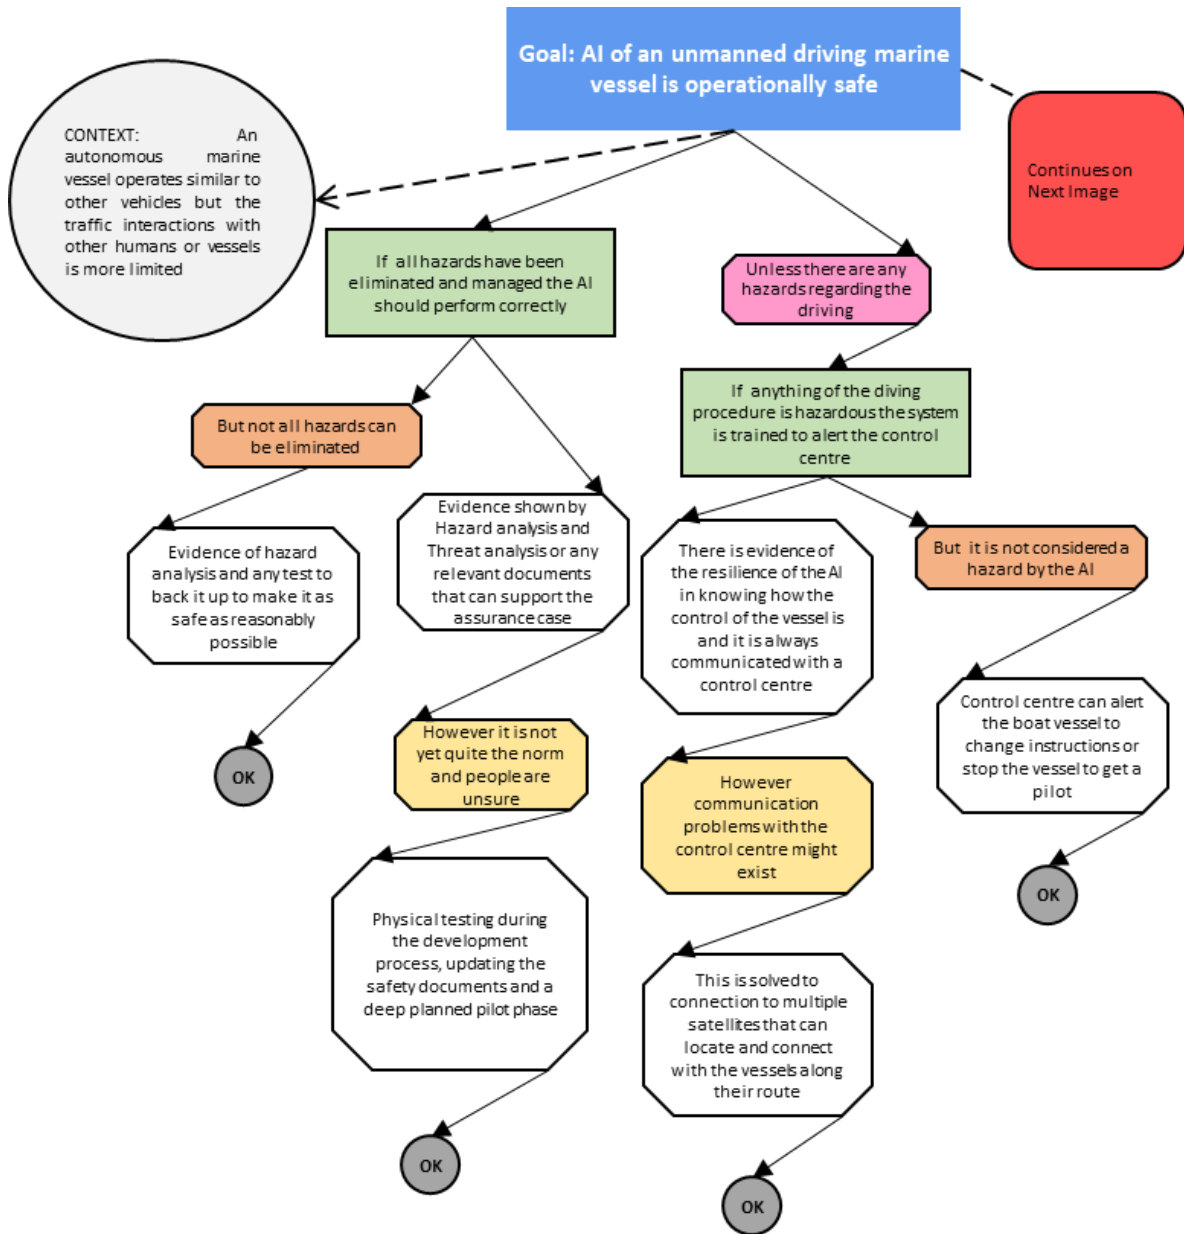 Goal: AI of an unmanned driving marine
vessel is operationally safe
CONTEXT: An
autonomous marine
vessel operates similar to
other vehicles but the
traffic interactions with
other humans or vessels
is more limited
Continues on
Next Image
If all hazards have been
eliminated and managed the AI
should perform correctly
Unless there are any
hazards regarding the
driving
But not all hazards can
be eliminated
If anything of the diving
procedure is hazardous the system
is trained to alert the control
centre
Evidence of hazard
analysis and any test to
back it up to make it as
safe as reasonably
possible
Evidence shown by
Hazard analysis and
Threat analysis or any
relevant documents
that can support the
assurance case
There is evidence of
the resilience of the AI
in knowing how the
control of the vessel is
and it is always
communicated with a
control centre
But it is not considered a
hazard by the AI
OK
However it is not
yet quite the norm
and people are
unsure
However
communication
problems with the
control centre might
exist
Control centre can alert
the boat vessel to
change instructions or
stop the vessel to get a
pilot
OK
Physical testing during
the development
process, updating the
safety documents and a
deep planned pilot phase
This is solved to
connection to multiple
satellites that can
locate and connect
with the vessels along
their route
OK
OK